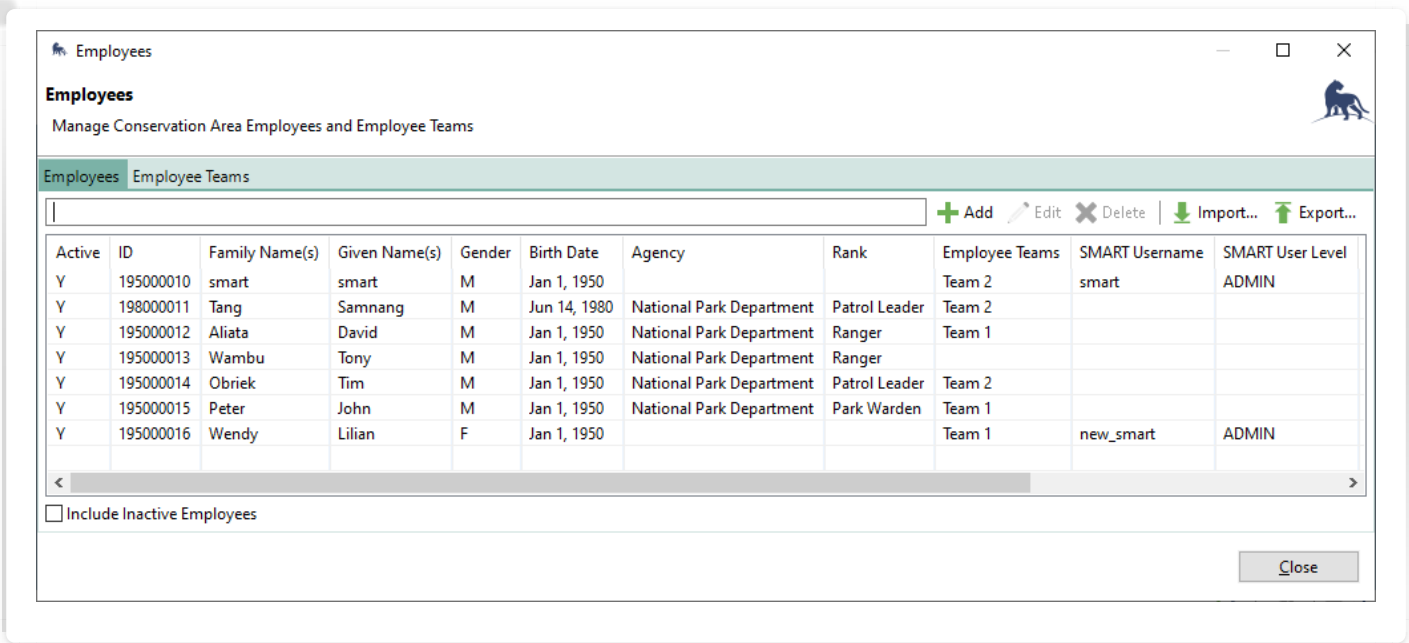 Employees
Employees
Manage Conservation Area Employees and Employee Teams
Employees Employee Teams
Add Edit Delete Import... Export...
Active ID Family Name(s) Given Name(s) Gender Birth Date Agency Rank Employee Teams SMART Username SMART User Level
Y 195000010 smart smart M Jan 1, 1950 Team 2 smart ADMIN
Y 198000011 Tang Samnang M Jun 14, 1980 National Park Department Patrol Leader Team 2
Y 195000012 Aliata David M Jan 1, 1950 National Park Department Ranger Team 1
Y 195000013 Wambu Tony M Jan 1, 1950 National Park Department Ranger
Y 195000014 Obriek Tim M Jan 1, 1950 National Park Department Patrol Leader Team 2
Y 195000015 Peter John M Jan 1, 1950 National Park Department Park Warden Team 1
Y 195000016 Wendy Lilian F Jan 1, 1950 Team 1 new_smart ADMIN
Include Inactive Employees
Close